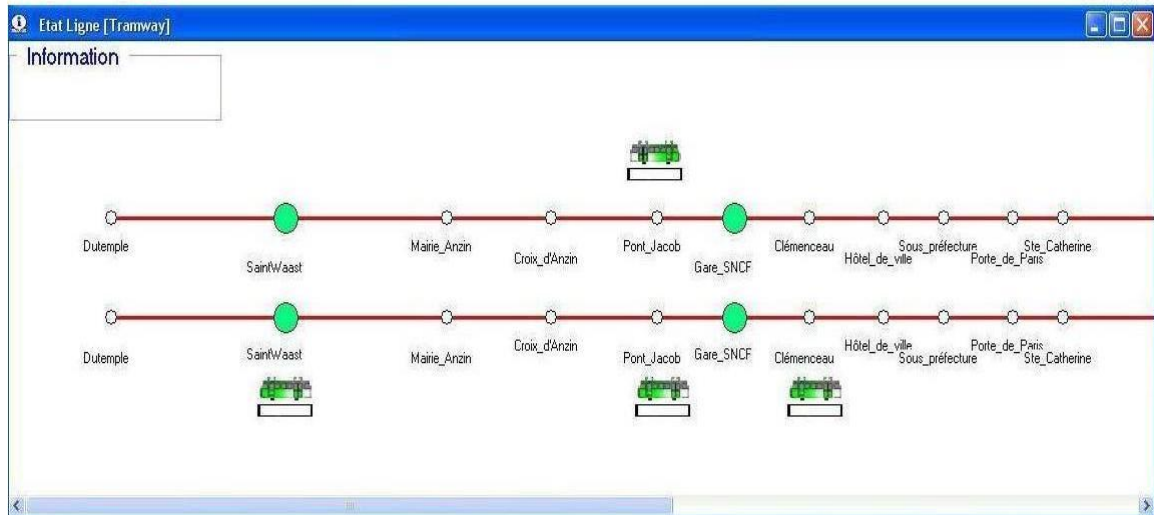 Etat Ligne [Tramway]
Information
Dutemple
SaintWaast
Mairie_Anzin
Croix_d'Anzin
Pont_Jacob
Gare_SNCF
Clémenceau
Hôtel_de_ville
Sous_préfecture
Porte_de_Paris
Ste_Catherine
Dutemple
SaintWaast
Mairie_Anzin
Croix_d'Anzin
Pont_Jacob
Gare_SNCF
Clémenceau
Hôtel_de_ville
Sous_préfecture
Porte_de_Paris
Ste_Catherine